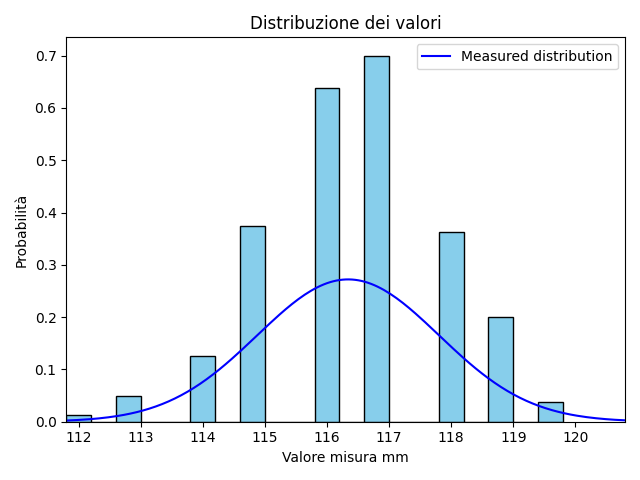 Distribuzione dei valori
Measured distribution
0.7
0.6
0.5
0.4
0.3
0.2
0.1
0.0
Probabilità
112 113 114 115 116 117 118 119 120
Valore misura mm